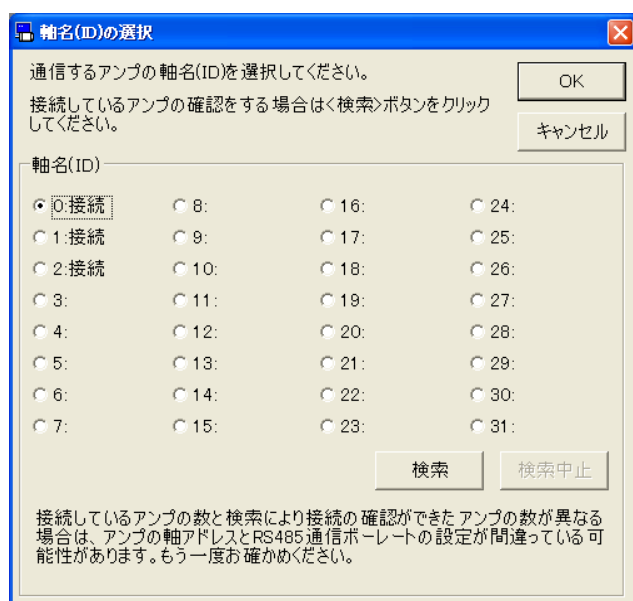 軸名(ID)の選択
通信するアンプの軸名(ID)を選択してください。
接続しているアンプの確認をする場合は<検索>ボタンをクリック
してください。
OK
キャンセル
軸名(ID)
0:接続 8: 16: 24:
1:接続 9: 17: 25:
2:接続 10: 18: 26:
3: 11: 19: 27:
4: 12: 20: 28:
5: 13: 21: 29:
6: 14: 22: 30:
7: 15: 23: 31:
検索 検索中止
接続しているアンプの数と検索により接続の確認ができたアンプの数が異なる
場合は、アンプの軸アドレスとRS485通信ボーレートの設定が間違っている可
能性があります。もう一度お確かめください。